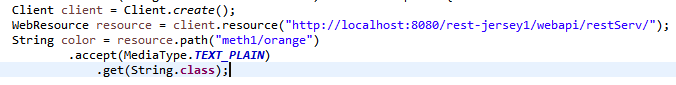 Client client = Client.create();
WebResource resource = client.resource("http://localhost:8080/rest-jersey1/webapi/restServ/");
String color = resource.path("meth1/orange")
.accept(MediaType.TEXT_PLAIN)
.get(String.class);